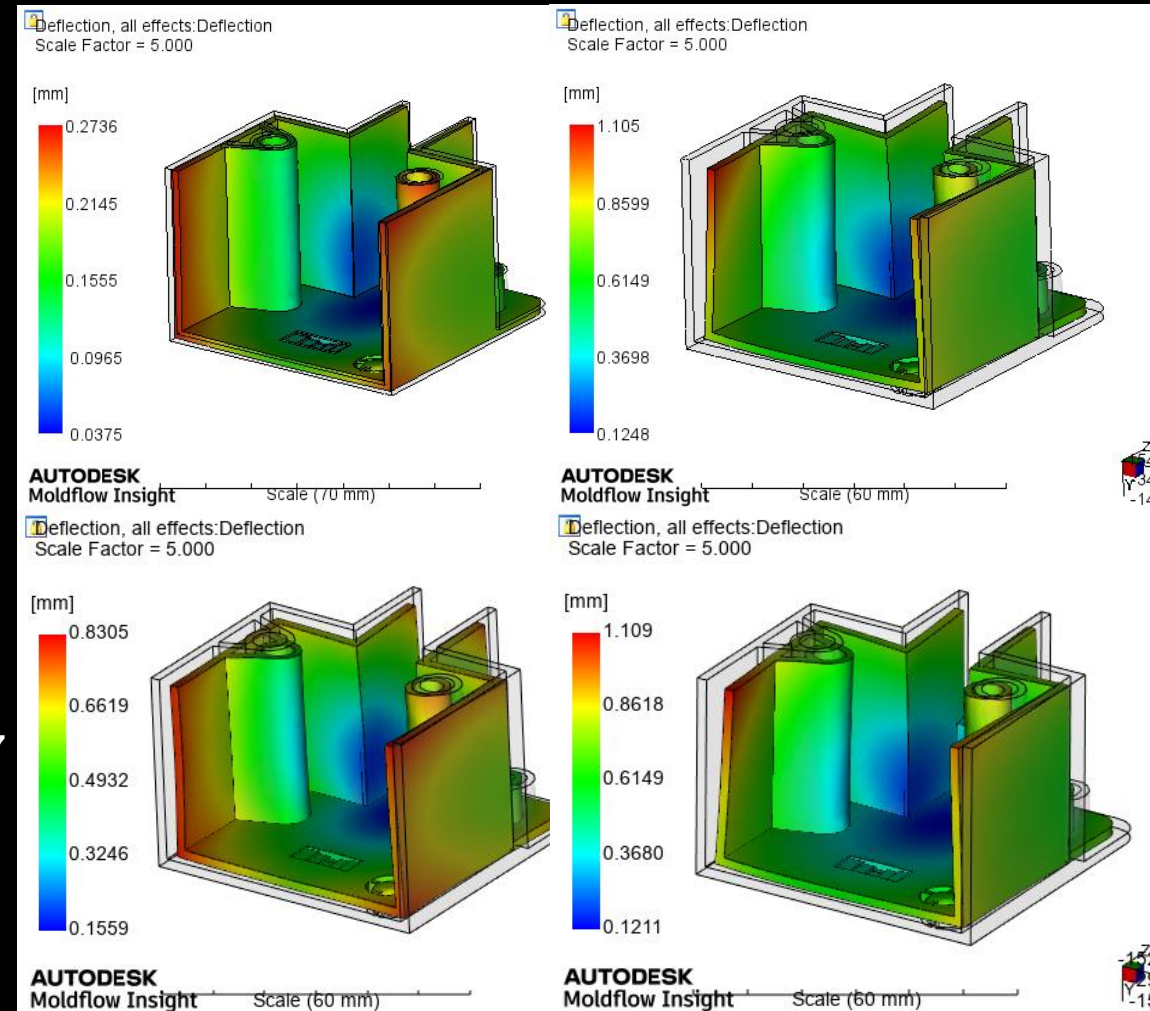 Deflection, all effects:Deflection
Scale Factor = 5.000
[mm]
0.2736
0.2145
0.1555
0.0965
0.0375
AUTODESK
Moldflow Insight
Scale (70 mm)
Deflection, all effects:Deflection
Scale Factor = 5.000
[mm]
1.105
0.8599
0.6149
0.3698
0.1248
AUTODESK
Moldflow Insight
Scale (60 mm)
Z
Y
Deflection, all effects:Deflection
Scale Factor = 5.000
[mm]
0.8305
0.6619
0.4932
0.3246
0.1559
AUTODESK
Moldflow Insight
Scale (60 mm)
Deflection, all effects:Deflection
Scale Factor = 5.000
[mm]
1.109
0.8618
0.6149
0.3680
0.1211
AUTODESK
Moldflow Insight
Scale (60 mm)
Z
Y